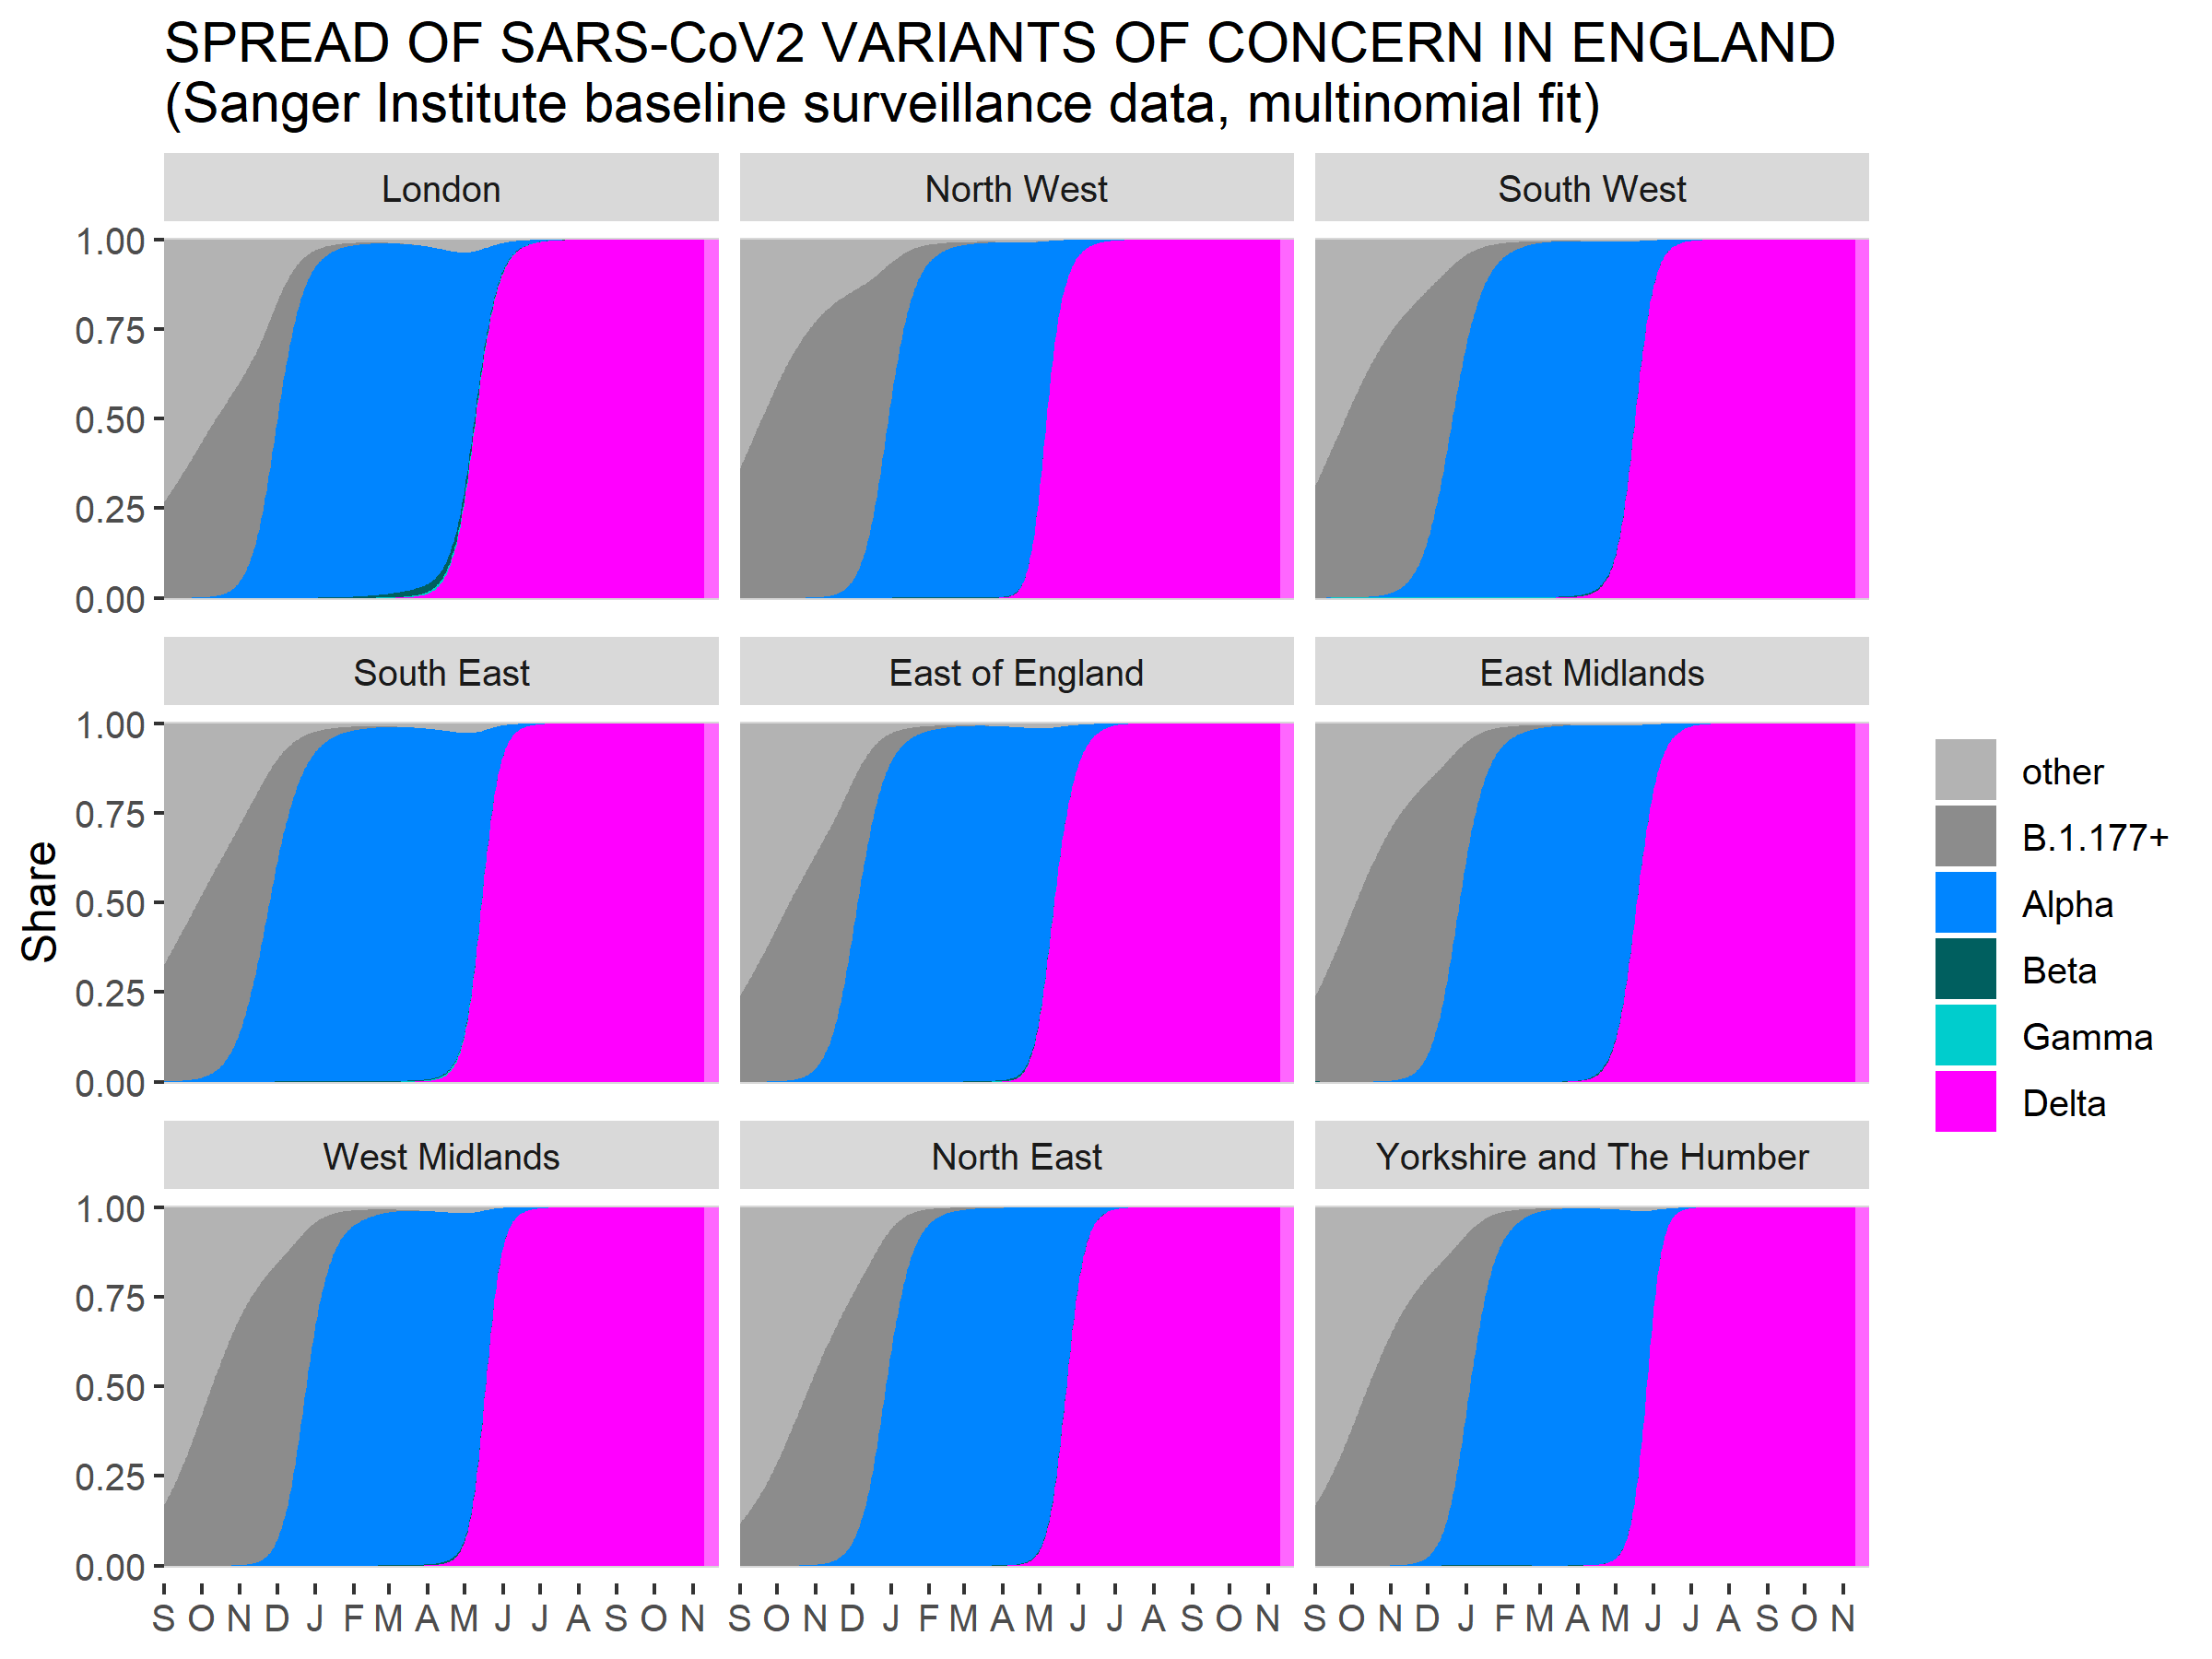 SPREAD OF SARS-CoV2 VARIANTS OF CONCERN IN ENGLAND
(Sanger Institute baseline surveillance data, multinomial fit)
London
North West
South West
1.00
0.75
0.50
0.25
0.00
South East
East of England
East Midlands
1.00
0.75
0.50
0.25
0.00
West Midlands
North East
Yorkshire and The Humber
1.00
0.75
0.50
0.25
0.00
S O N D J F M A M J J A S O N
S O N D J F M A M J J A S O N
S O N D J F M A M J J A S O N
Share
other
B.1.177+
Alpha
Beta
Gamma
Delta